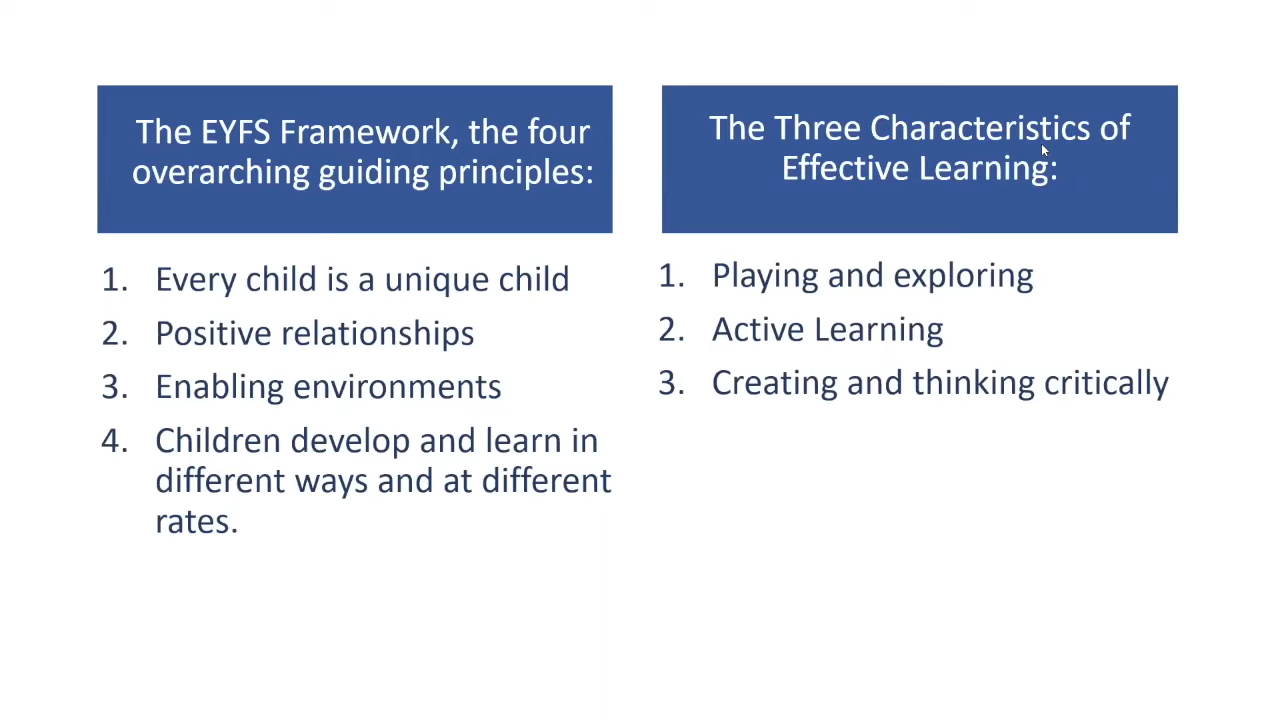 The EYFS Framework, the four
overarching guiding principles:
1. Every child is a unique child
2. Positive relationships
3. Enabling environments
4. Children develop and learn in
different ways and at different
rates.
The Three Characteristics of
Effective Learning:
1. Playing and exploring
2. Active Learning
3. Creating and thinking critically